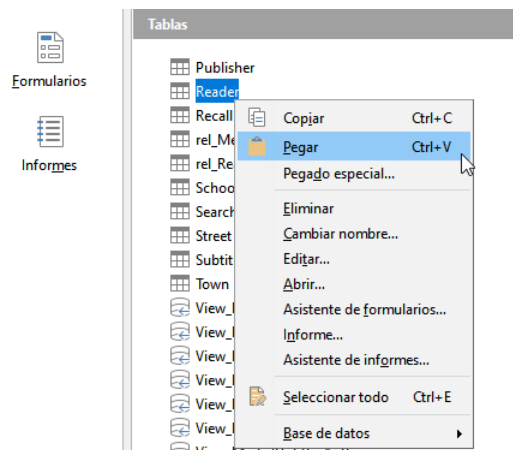 Tablas
Formularios
Informes
Publisher
Reader
Recall
rel_Me
rel_Re
Schoo
Search
Street
Subtit
Town
View_
View_
View_
View_
View_
View_
Copiar Ctrl+C
Pegar Ctrl+V
Pegado especial...
Eliminar
Cambiar nombre...
Editar...
Abrir...
Asistente de formularios...
Informe...
Asistente de informes...
Seleccionar todo Ctrl+E
Base de datos